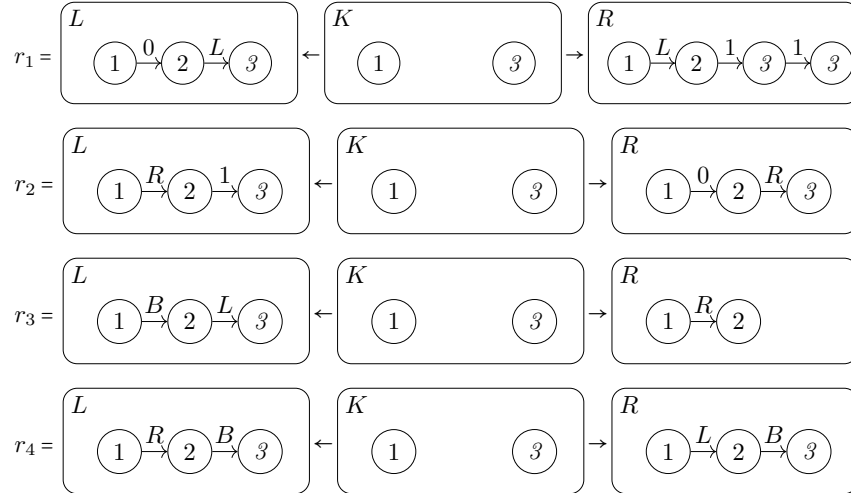 r₁ = L 1 0 2 L 3 ← K 1 3 → R 1 L 2 1 3 1 3
r₂ = L 1 R 2 1 3 ← K 1 3 → R 1 0 2 R 3
r₃ = L 1 B 2 L 3 ← K 1 3 → R 1 R 2
r₄ = L 1 R 2 B 3 ← K 1 3 → R 1 L 2 B 3